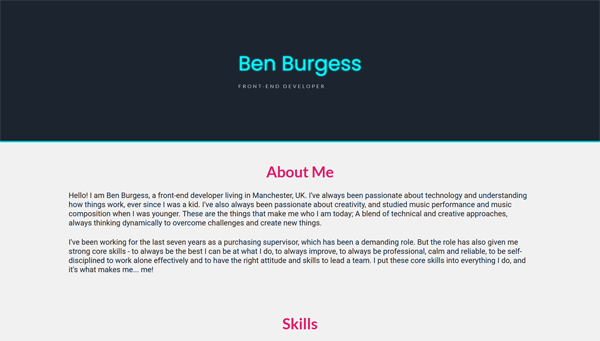 Ben Burgess
FRONT-END DEVELOPER
About Me
Hello! I am Ben Burgess, a front-end developer living in Manchester, UK. I've always been passionate about technology and understanding
how things work, ever since I was a kid. I've also always been passionate about creativity, and studied music performance and music
composition when I was younger. These are the things that make me who I am today; A blend of technical and creative approaches,
always thinking dynamically to overcome challenges and create new things.
I've been working for the last seven years as a purchasing supervisor, which has been a demanding role. But the role has also given me
strong core skills - to always be the best I can be at what I do, to always improve, to always be professional, calm and reliable, to be self-
disciplined to work alone effectively and to have the right attitude and skills to lead a team. I put these core skills into everything I do, and
it's what makes me... me!
Skills